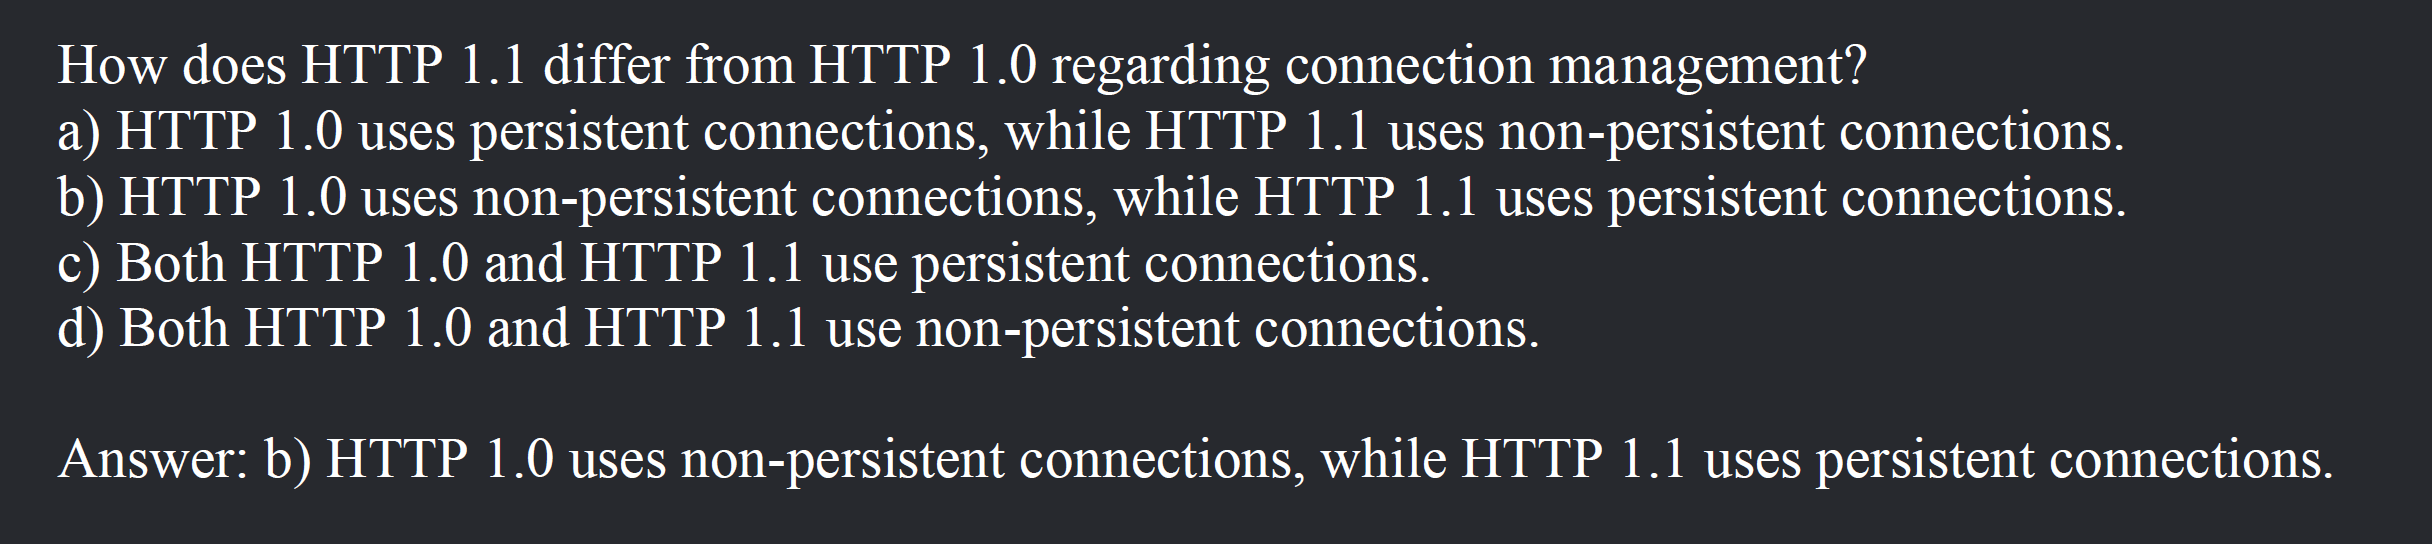 How does HTTP 1.1 differ from HTTP 1.0 regarding connection management?
a) HTTP 1.0 uses persistent connections, while HTTP 1.1 uses non-persistent connections.
b) HTTP 1.0 uses non-persistent connections, while HTTP 1.1 uses persistent connections.
c) Both HTTP 1.0 and HTTP 1.1 use persistent connections.
d) Both HTTP 1.0 and HTTP 1.1 use non-persistent connections.
Answer: b) HTTP 1.0 uses non-persistent connections, while HTTP 1.1 uses persistent connections.